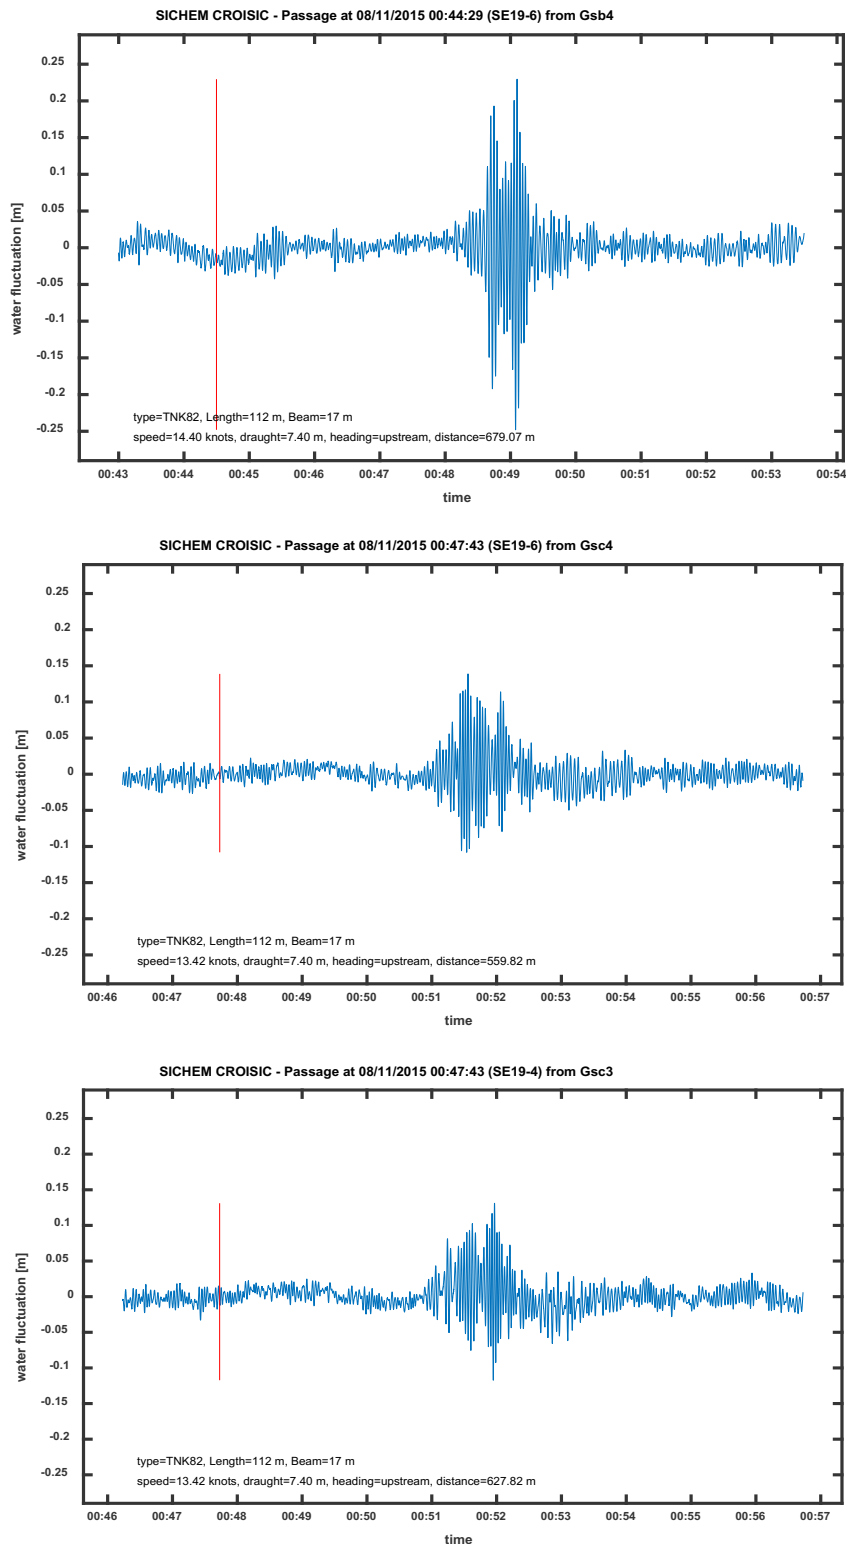 SICHEM CROISIC - Passage at 08/11/2015 00:44:29 (SE19-6) from Gsb4
0.25
0.2
0.15
0.1
0.05
0
-0.05
-0.1
-0.15
-0.2
-0.25
water fluctuation [m]
type=TNK82, Length=112 m, Beam=17 m
speed=14.40 knots, draught=7.40 m, heading=upstream, distance=679.07 m
00:43 00:44 00:45 00:46 00:47 00:48 00:49 00:50 00:51 00:52 00:53 00:54
time
SICHEM CROISIC - Passage at 08/11/2015 00:47:43 (SE19-6) from Gsc4
0.25
0.2
0.15
0.1
0.05
0
-0.05
-0.1
-0.15
-0.2
-0.25
water fluctuation [m]
type=TNK82, Length=112 m, Beam=17 m
speed=13.42 knots, draught=7.40 m, heading=upstream, distance=559.82 m
00:46 00:47 00:48 00:49 00:50 00:51 00:52 00:53 00:54 00:55 00:56 00:57
time
SICHEM CROISIC - Passage at 08/11/2015 00:47:43 (SE19-4) from Gsc3
0.25
0.2
0.15
0.1
0.05
0
-0.05
-0.1
-0.15
-0.2
-0.25
water fluctuation [m]
type=TNK82, Length=112 m, Beam=17 m
speed=13.42 knots, draught=7.40 m, heading=upstream, distance=627.82 m
00:46 00:47 00:48 00:49 00:50 00:51 00:52 00:53 00:54 00:55 00:56 00:57
time